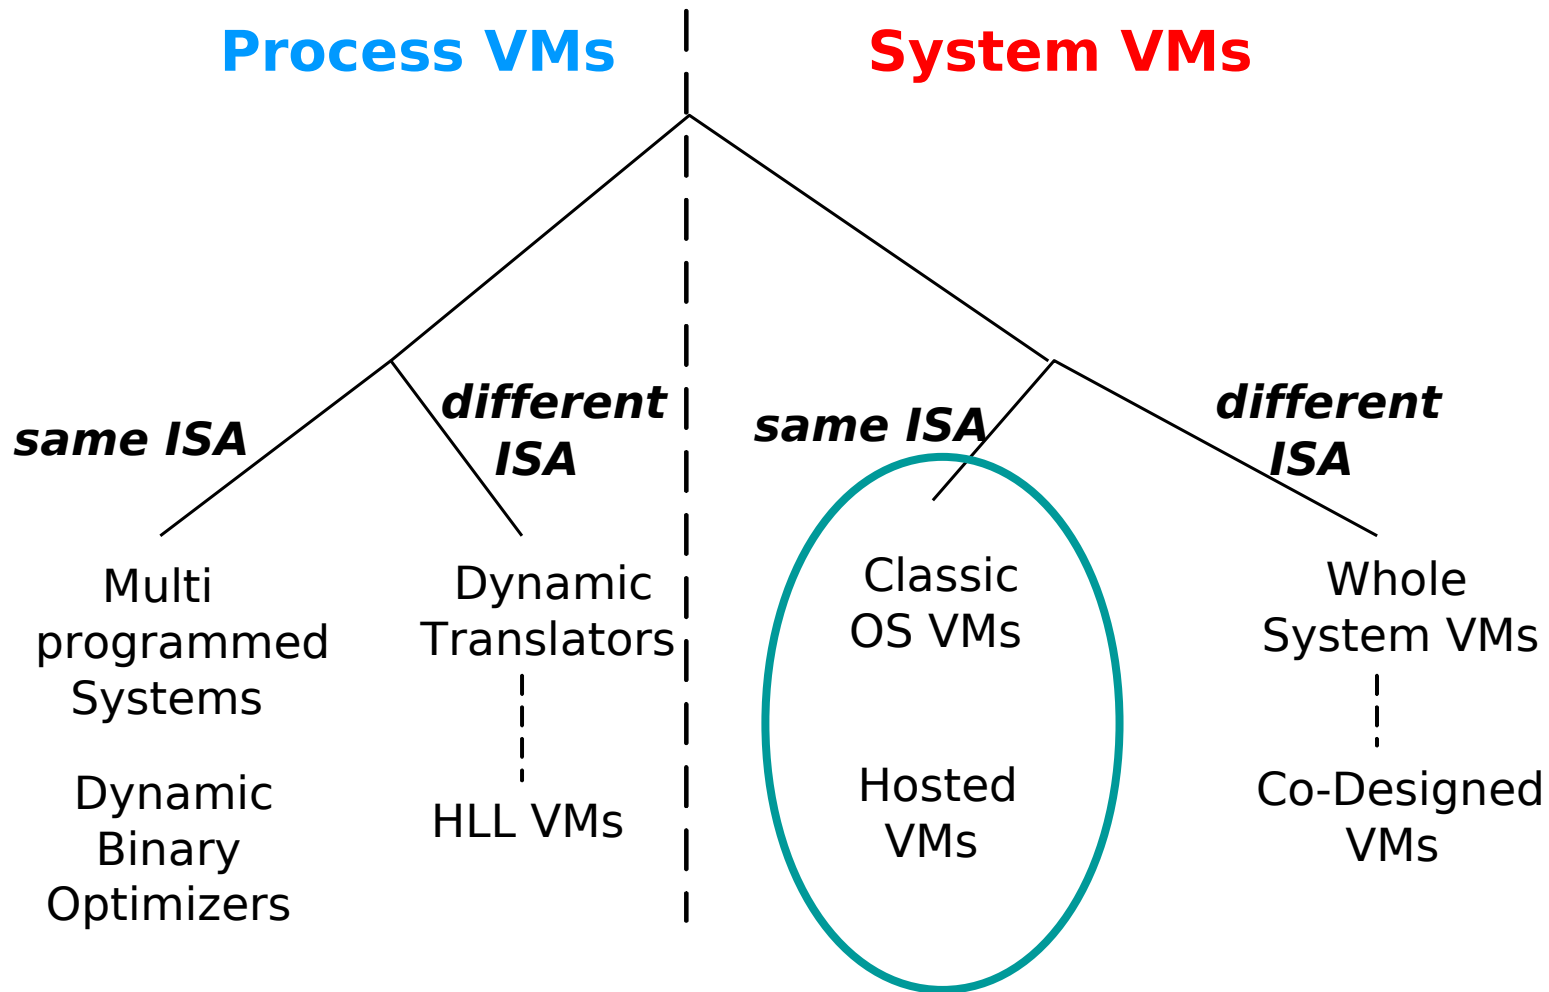 Process VMs
System VMs
same ISA
different
ISA
same ISA
different
ISA
Multi
programmed
Systems
Dynamic
Binary
Optimizers
Dynamic
Translators
HLL VMs
Classic
OS VMs
Hosted
VMs
Whole
System VMs
Co-Designed
VMs